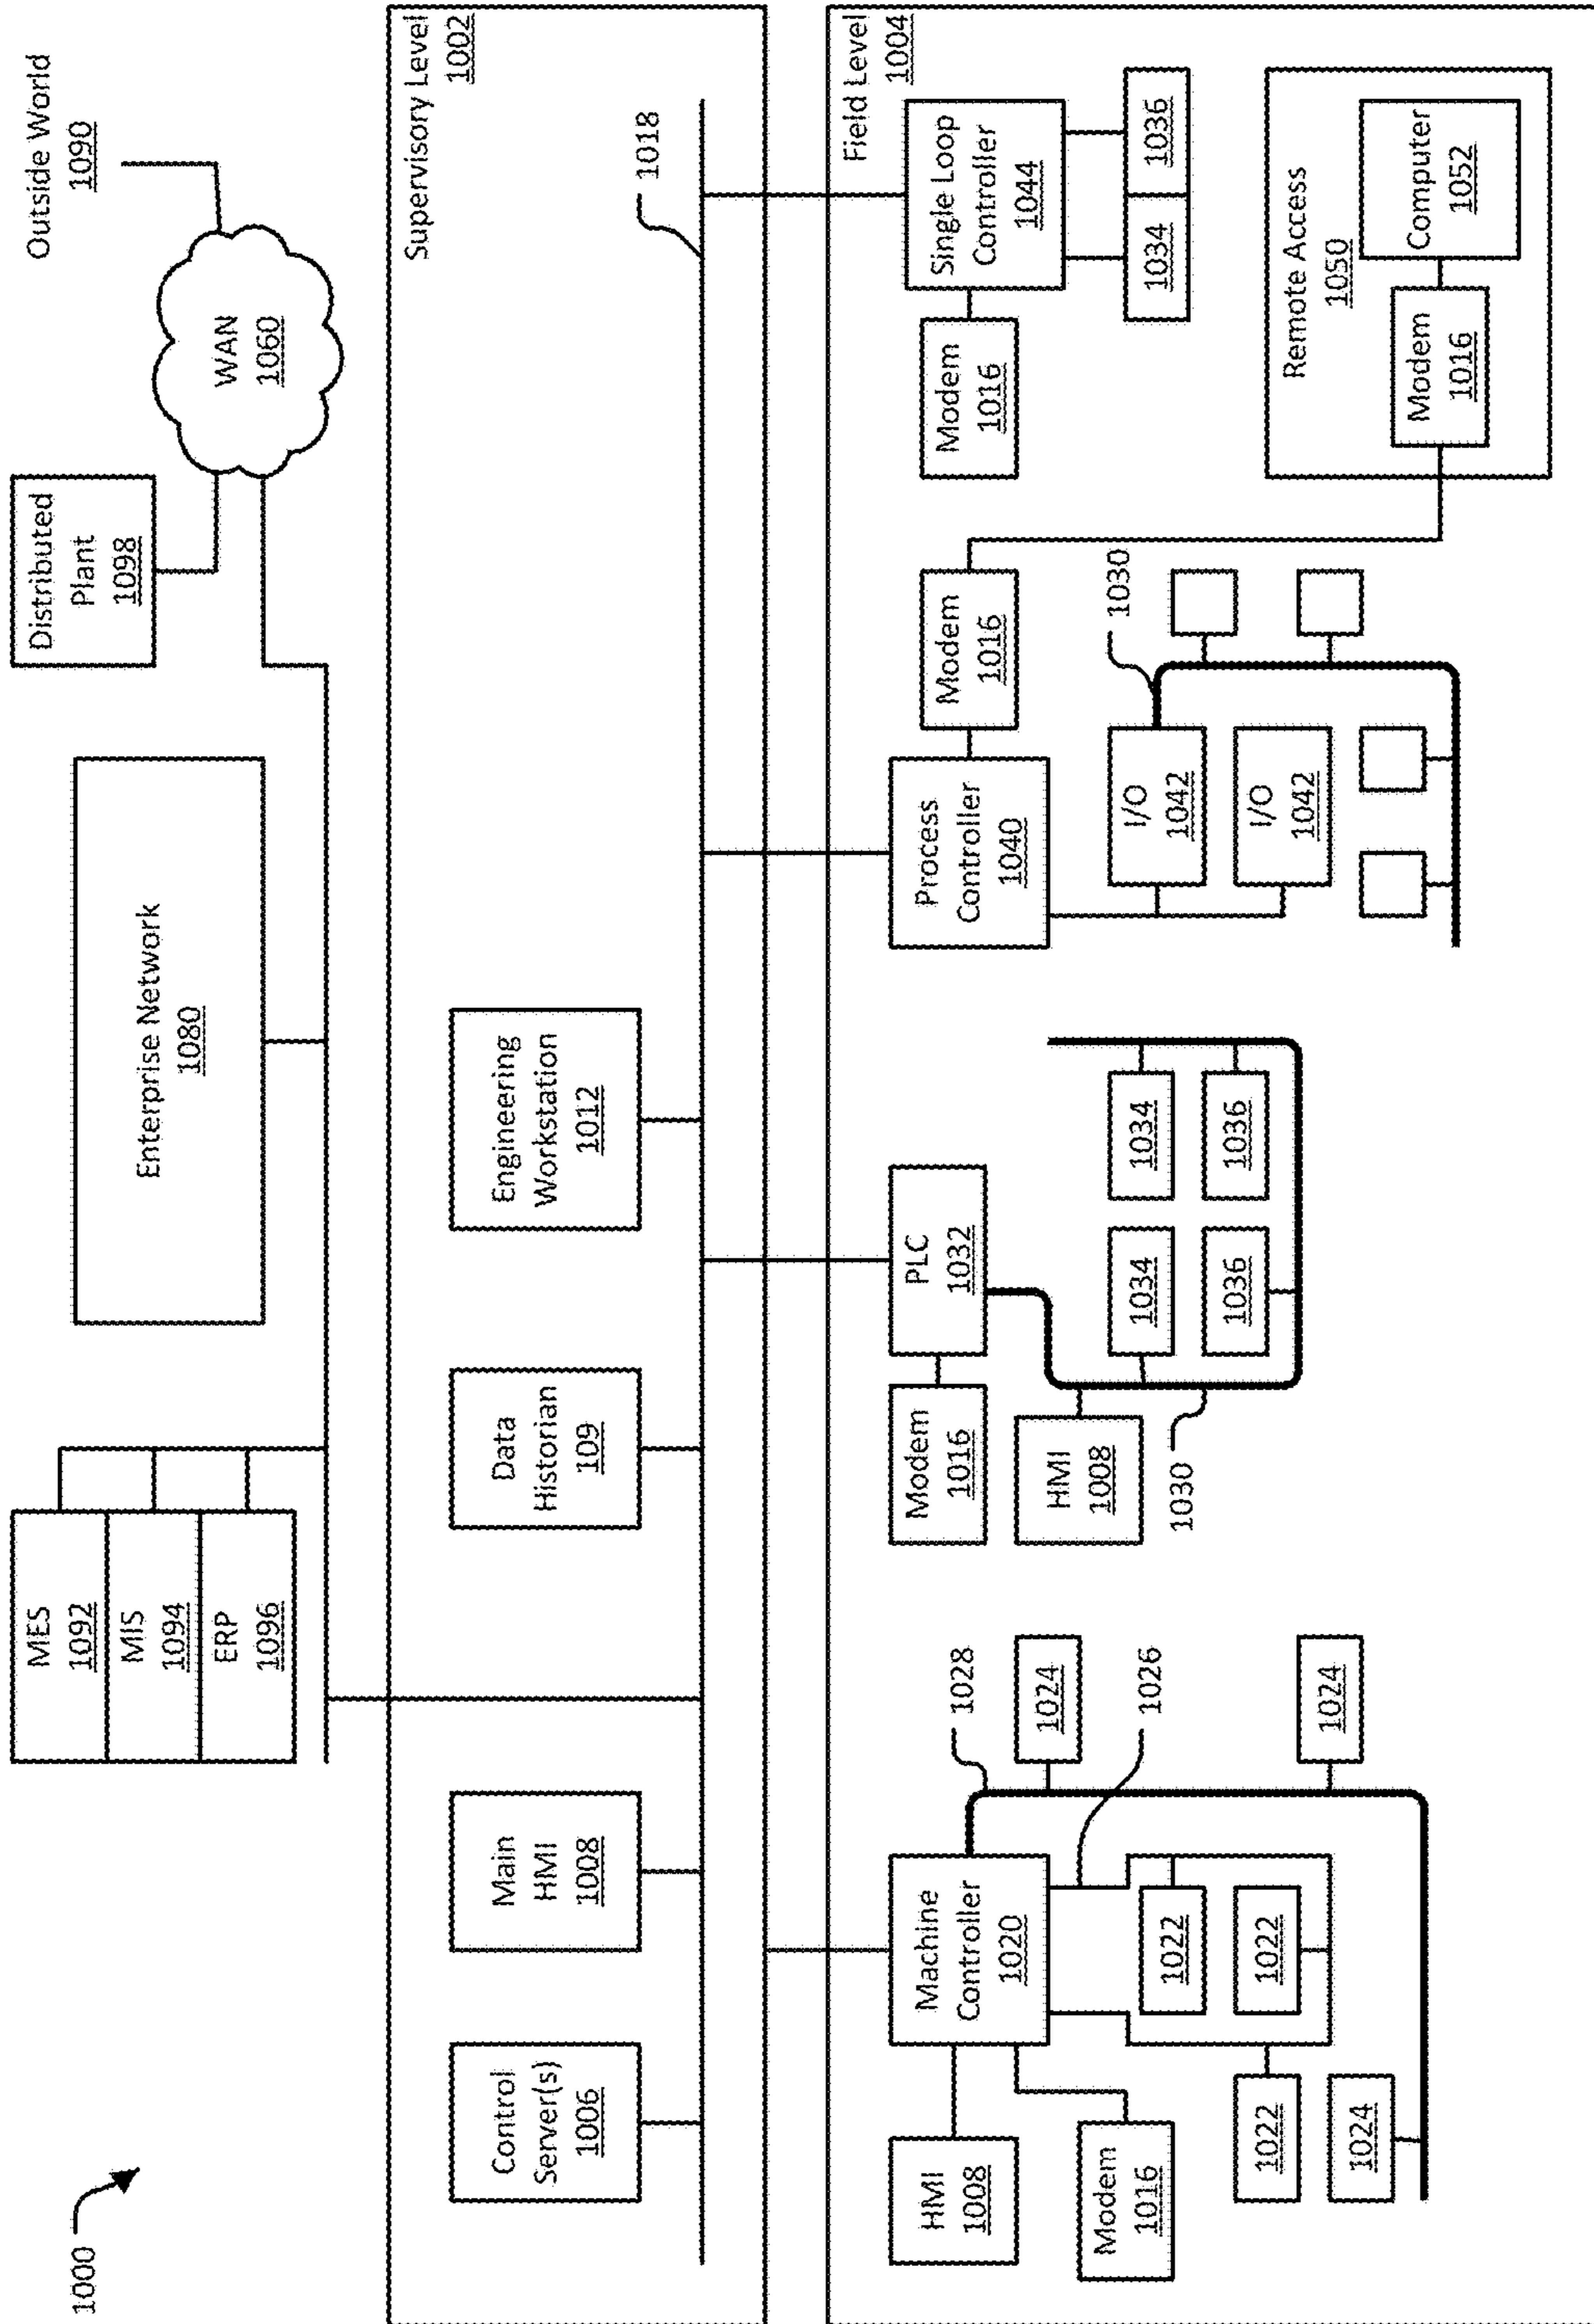 1000
MES
1092
MIS
1094
ERP
1096
Enterprise Network
1080
Distributed
Plant
1098
WAN
1060
Outside World
1090
Supervisory Level
1002
Control
Server(s)
1006
Main
HMI
1008
Data
Historian
109
Engineering
Workstation
1012
1018
Field Level
1004
HMI
1008
Machine
Controller
1020
Modem
1016
1028
1024
1026
1022
1022
1022
1024
1024
Modem
1016
PLC
1032
HMI
1008
1030
1034
1034
1036
1036
Process
Controller
1040
Modem
1016
1030
I/O
1042
I/O
1042
Modem
1016
Single Loop
Controller
1044
1034
1036
Remote Access
1050
Modem
1016
Computer
1052